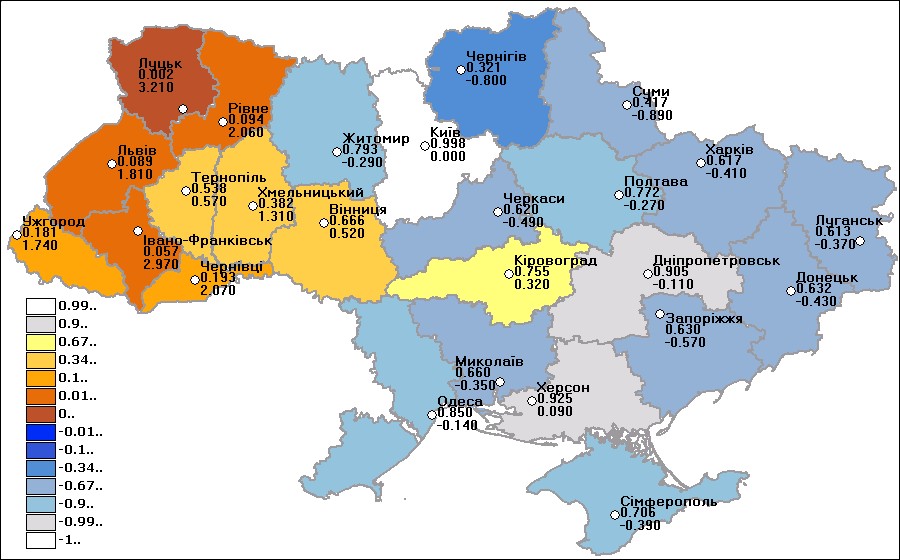 Луцьк
0.002
3.210
Чернігів
0.321
-0.800
Суми
0.417
-0.890
Рівне
0.094
2.060
Житомир
0.793
-0.290
Київ
0.998
0.000
Харків
0.617
-0.410
Львів
0.089
1.810
Тернопіль
0.538
0.570
Хмельницький
0.382
1.310
Полтава
0.772
-0.270
Вінниця
0.666
0.520
Черкаси
0.620
-0.490
Ужгород
0.181
1.740
Луганськ
0.613
-0.370
Івано-Франківськ
0.057
2.970
Чернівці
0.193
2.070
Кіровоград
0.755
0.320
Дніпропетровськ
0.905
-0.110
Донецьк
0.632
-0.430
Запоріжжя
0.630
-0.570
Миколаїв
0.660
-0.350
Херсон
0.925
0.090
Одеса
0.850
-0.140
Сімферополь
0.706
-0.390
0.99..
0.9..
0.67..
0.34..
0.1..
0.01..
0..
-0.01..
-0.1..
-0.34..
-0.67..
-0.9..
-0.99..
-1..